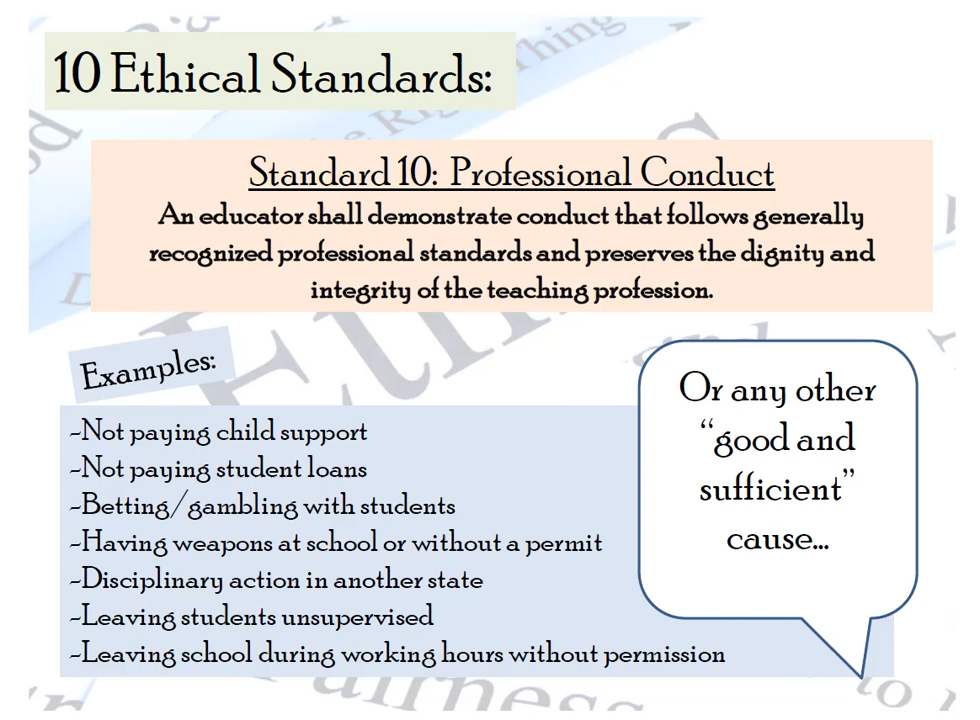 10 Ethical Standards:
Standard 10: Professional Conduct
An educator shall demonstrate conduct that follows generally
recognized professional standards and preserves the dignity and
integrity of the teaching profession.
Examples:
-Not paying child support
-Not paying student loans
-Betting/gambling with students
-Having weapons at school or without a permit
-Disciplinary action in another state
-Leaving students unsupervised
-Leaving school during working hours without permission
Or any other
“good and
sufficient”
cause...